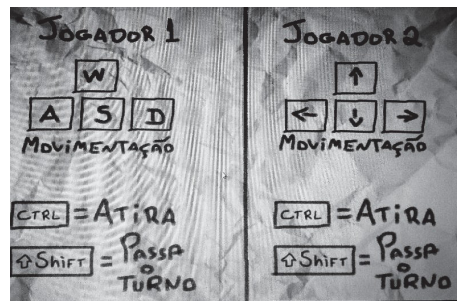 JOGADOR 1
W
A S D
MOVIMENTAÇÃO
CTRL = ATIRA
⇧ Shift = PASSA
O
TURNO
JOGADOR 2
↑
← ↓ →
MOVIMENTAÇÃO
CTRL = ATIRA
⇧ Shift = PASSA
O
TURNO